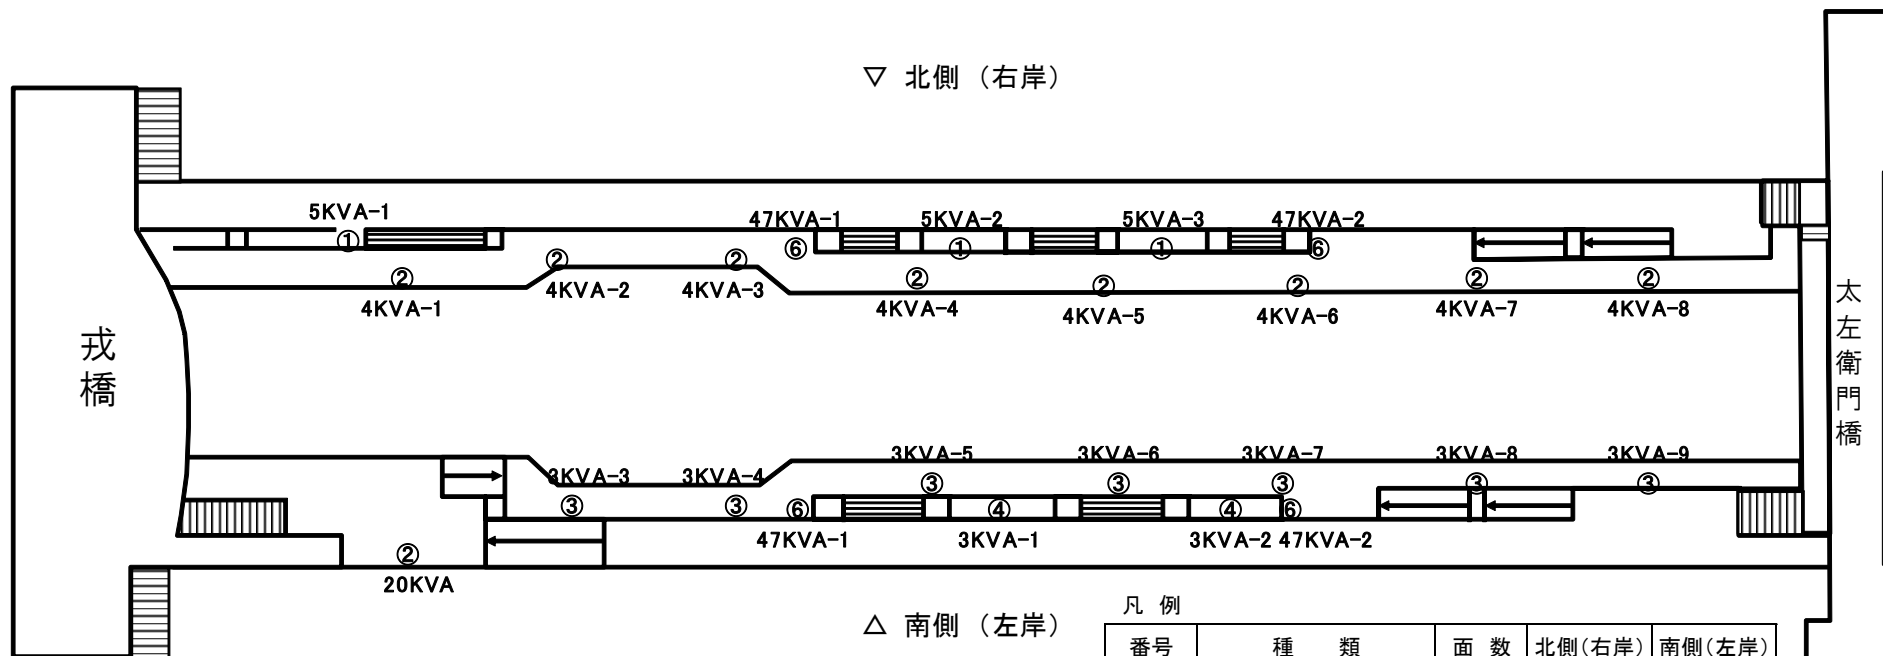 ▽ 北側 (右岸)
5KVA-1
47KVA-1 5KVA-2 5KVA-3 47KVA-2
① ⑥ ① ① ⑥
② ② ② ② ② ② ② ②
4KVA-1 4KVA-2 4KVA-3 4KVA-4 4KVA-5 4KVA-6 4KVA-7 4KVA-8
戎橋
太左衛門橋
3KVA-3 3KVA-4 3KVA-5 3KVA-6 3KVA-7 3KVA-8 3KVA-9
③ ③ ③ ③ ③ ③ ③
⑥ ④ ④ ⑥
47KVA-1 3KVA-1 3KVA-2 47KVA-2
②
20KVA
△ 南側 (左岸)
凡 例
番号 種 類 面 数 北側(右岸) 南側(左岸)